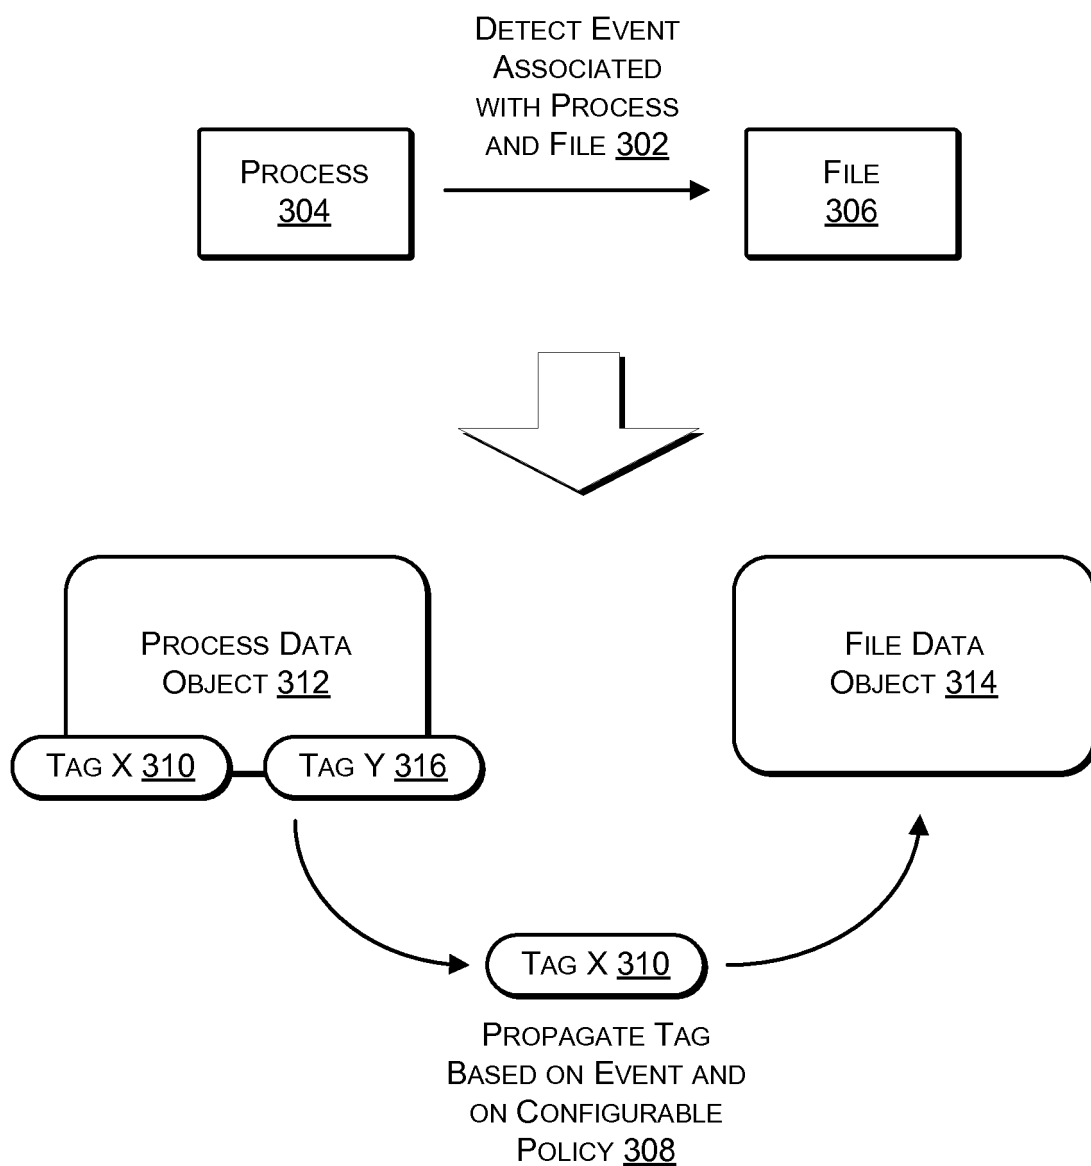 DETECT EVENT
ASSOCIATED
WITH PROCESS
AND FILE 302
PROCESS
304
FILE
306
PROCESS DATA
OBJECT 312
FILE DATA
OBJECT 314
TAG X 310
TAG Y 316
TAG X 310
PROPAGATE TAG
BASED ON EVENT AND
ON CONFIGURABLE
POLICY 308